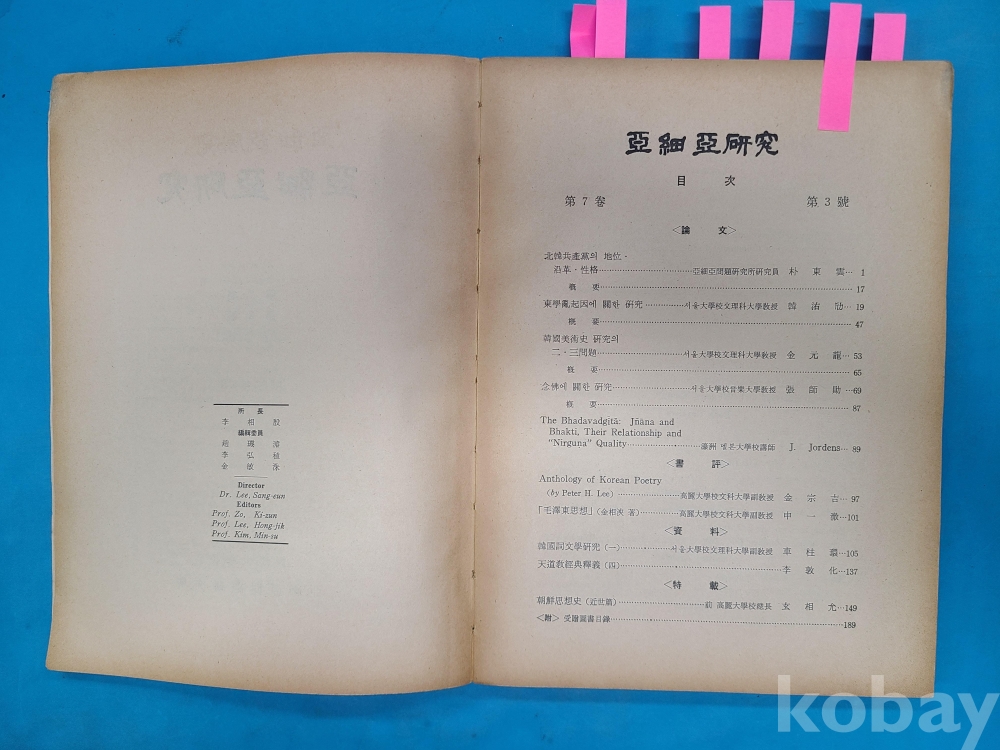 所長
李相殷
編輯委員
趙璣濬
李弘稙
金敏洙
Director
Dr. Lee, Sang-eun
Editors
Prof. Zo, Ki-zun
Prof. Lee, Hong-jik
Prof. Kim, Min-su
亞細亞研究
目次
第7卷 第3號
<論文>
北韓共產黨의 地位·
沿革·性格 亞細亞問題硏究所硏究員 朴東雲 1
概要 17
東學亂起因에 關한 硏究 서울大學校文理科大學敎授 韓㳓劤 19
概要 47
韓國美術史 硏究의
二·三問題 서울大學校文理科大學敎授 金元龍 53
概要 65
念佛에 關한 硏究 서울大學校音樂大學敎授 張師勛 69
概要 87
The Bhadavadgitā: Jñāna and
Bhakti, Their Relationship and
"Nirguna" Quality 濠洲 멜본大學校講師 J. Jordens 89
<書評>
Anthology of Korean Poetry
(by Peter H. Lee) 高麗大學校文科大學副敎授 金宗吉 97
「毛澤東思想」(金相浹 著) 高麗大學校文科大學副敎授 申一澈 101
<資料>
韓國詞文學硏究 (一) 서울大學校文理科大學副敎授 車柱環 105
天道敎經典釋義 (四) 李敦化 137
<特載>
朝鮮思想史 (近世篇) 前 高麗大學校總長 玄相允 149
<附> 受贈圖書目錄 189
kobay